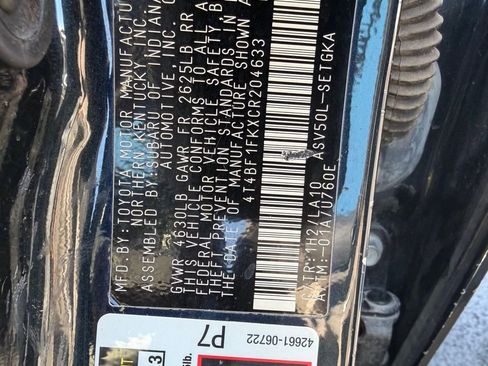 MFD.BY:TOYOTA MOTOR MANUFACTU
NORTHERN KENTUCKY, INC.
ASSEMBLED BY:SUBARU OF INDIAN
AUTOMOTIVE, INC.
GVWR 4630LB GAWR FR 2625LB RR
THIS VEHICLE CONFORMS TO ALL A
FEDERAL MOTOR VEHICLE SAFETY, B
THEFT PREVENTION STANDARDS IN
THE DATE OF MANUFACTURE SHOWN A
4T4BF1FKXCR204633
C/TR:1H2/LA10
A/TM:-01A/U760E
ASV50L-SETGKA
42661-06722
P7
3